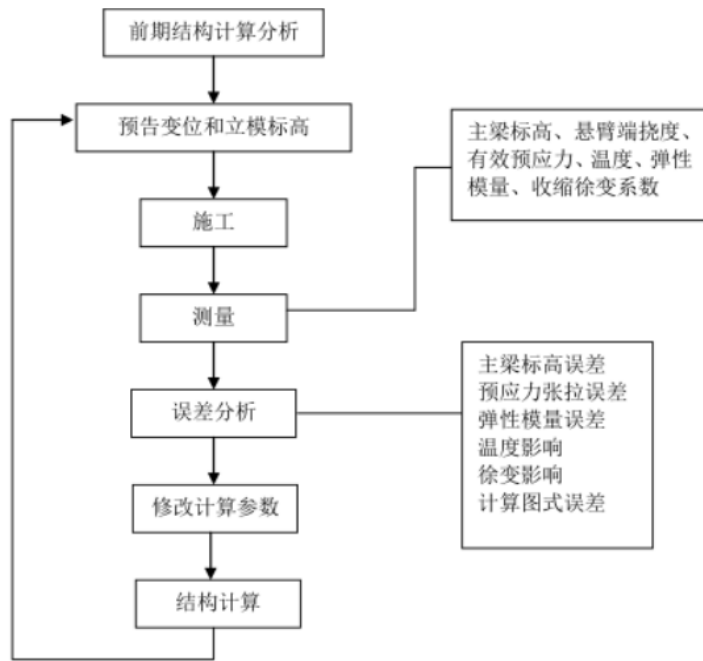 前期结构计算分析
预告变位和立模标高
主梁标高、悬臂端挠度、
有效预应力、温度、弹性
模量、收缩徐变系数
施工
测量
主梁标高误差
预应力张拉误差
弹性模量误差
温度影响
徐变影响
计算图式误差
误差分析
修改计算参数
结构计算